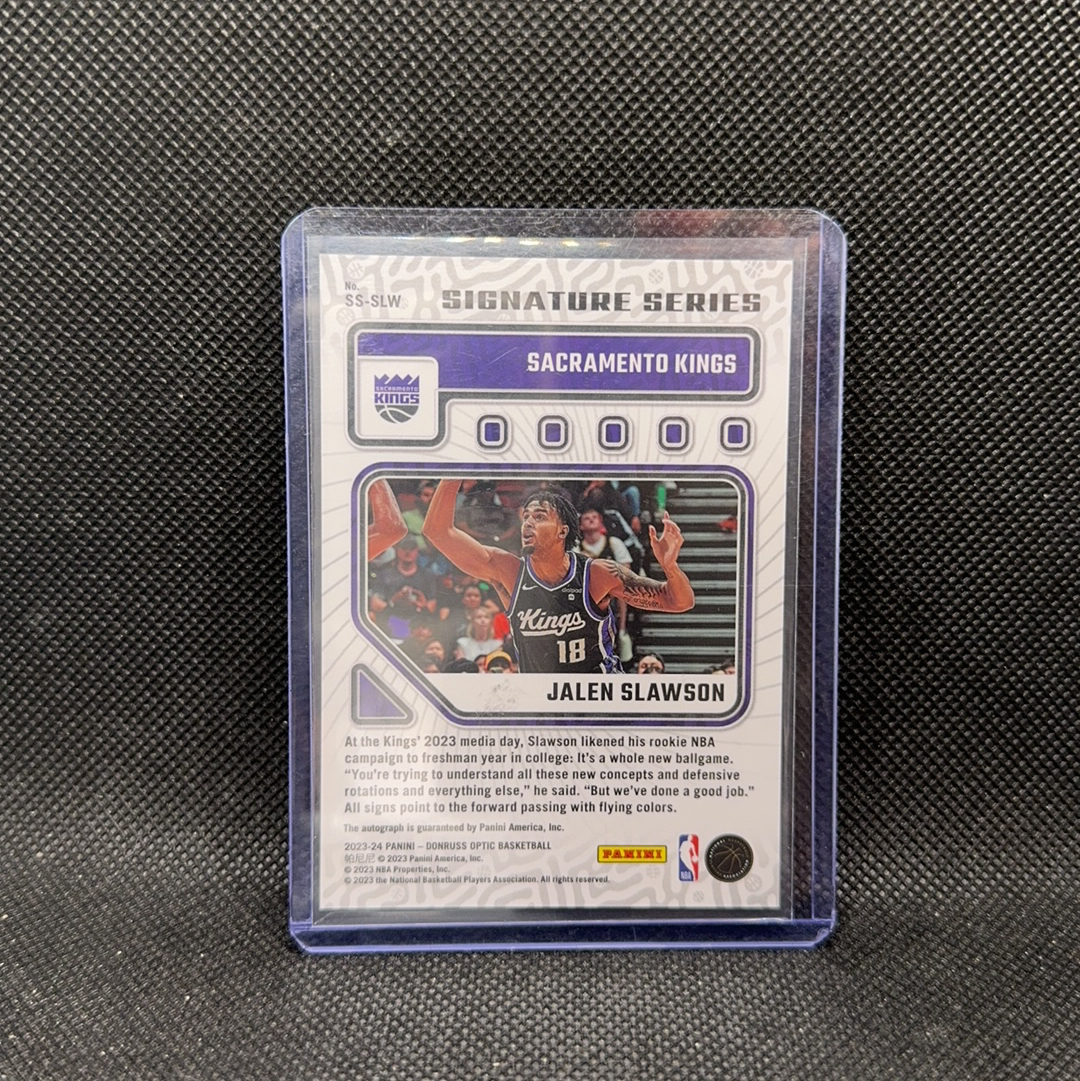 No.
SS-SLW
SIGNATURE SERIES
SACRAMENTO KINGS
SACRAMENTO
KINGS
Kings
18
JALEN SLAWSON
At the Kings' 2023 media day, Slawson likened his rookie NBA
campaign to freshman year in college: It's a whole new ballgame.
"You're trying to understand all these new concepts and defensive
rotations and everything else," he said. "But we've done a good job."
All signs point to the forward passing with flying colors.
The autograph is guaranteed by Panini America, Inc.
2023-24 PANINI – DONRUSS OPTIC BASKETBALL
帕尼尼 © 2023 Panini America, Inc.
© 2023 NBA Properties, Inc.
© 2023 the National Basketball Players Association. All rights reserved.
PANINI
NBA